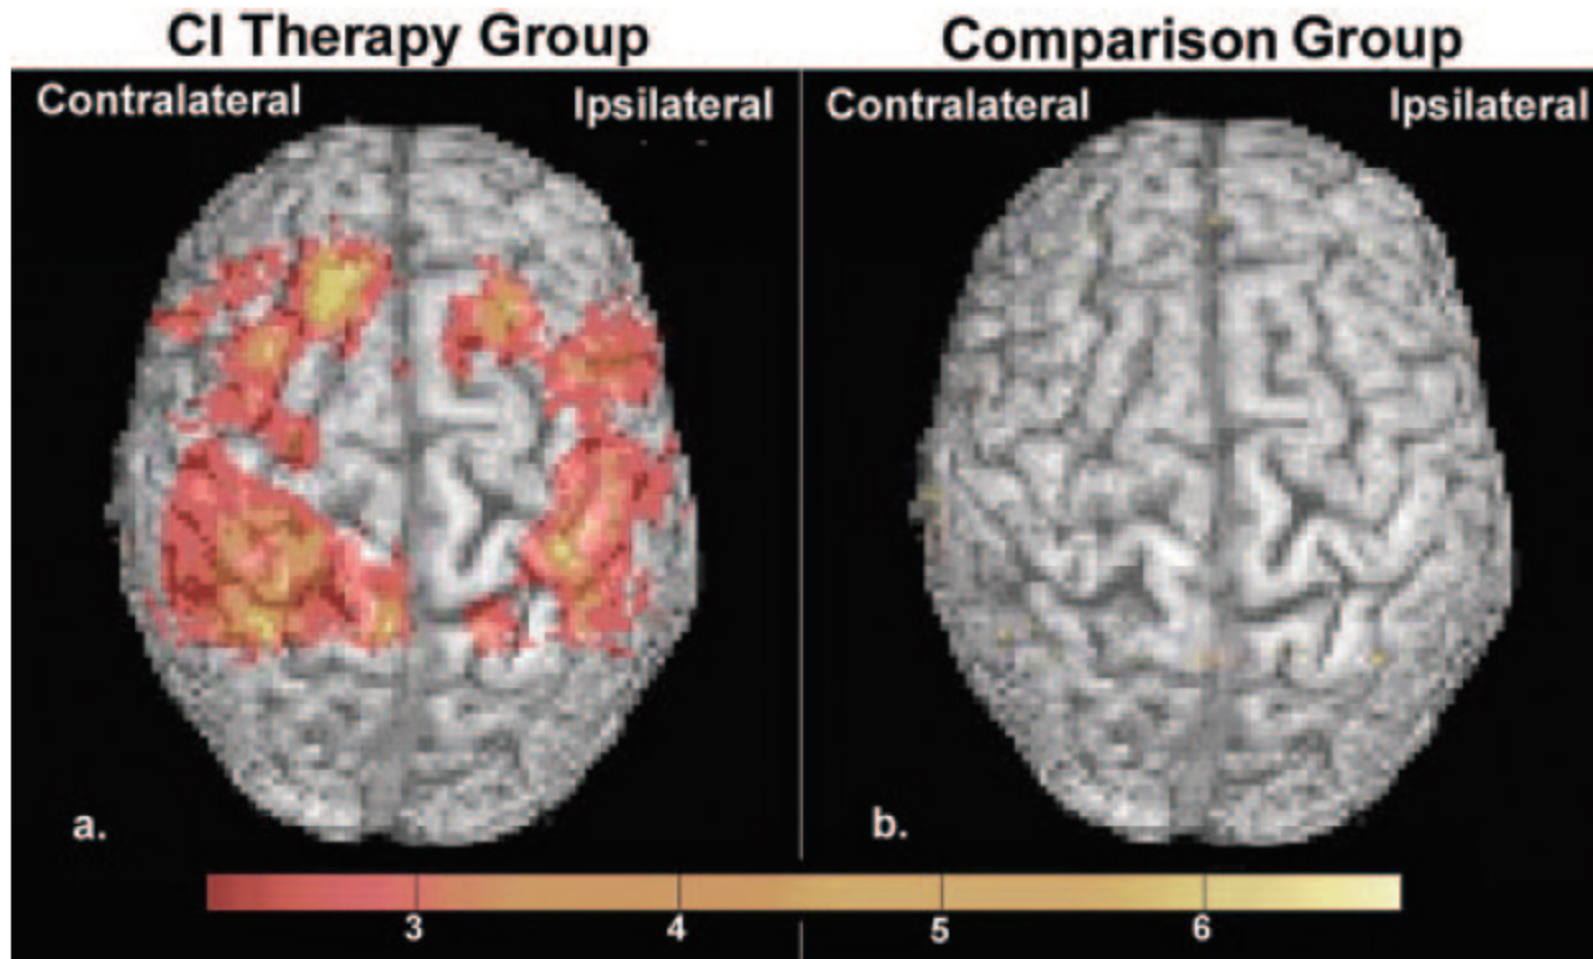 CI Therapy Group
Comparison Group
Contralateral
Ipsilateral
Contralateral
Ipsilateral
a.
b.
3
4
5
6